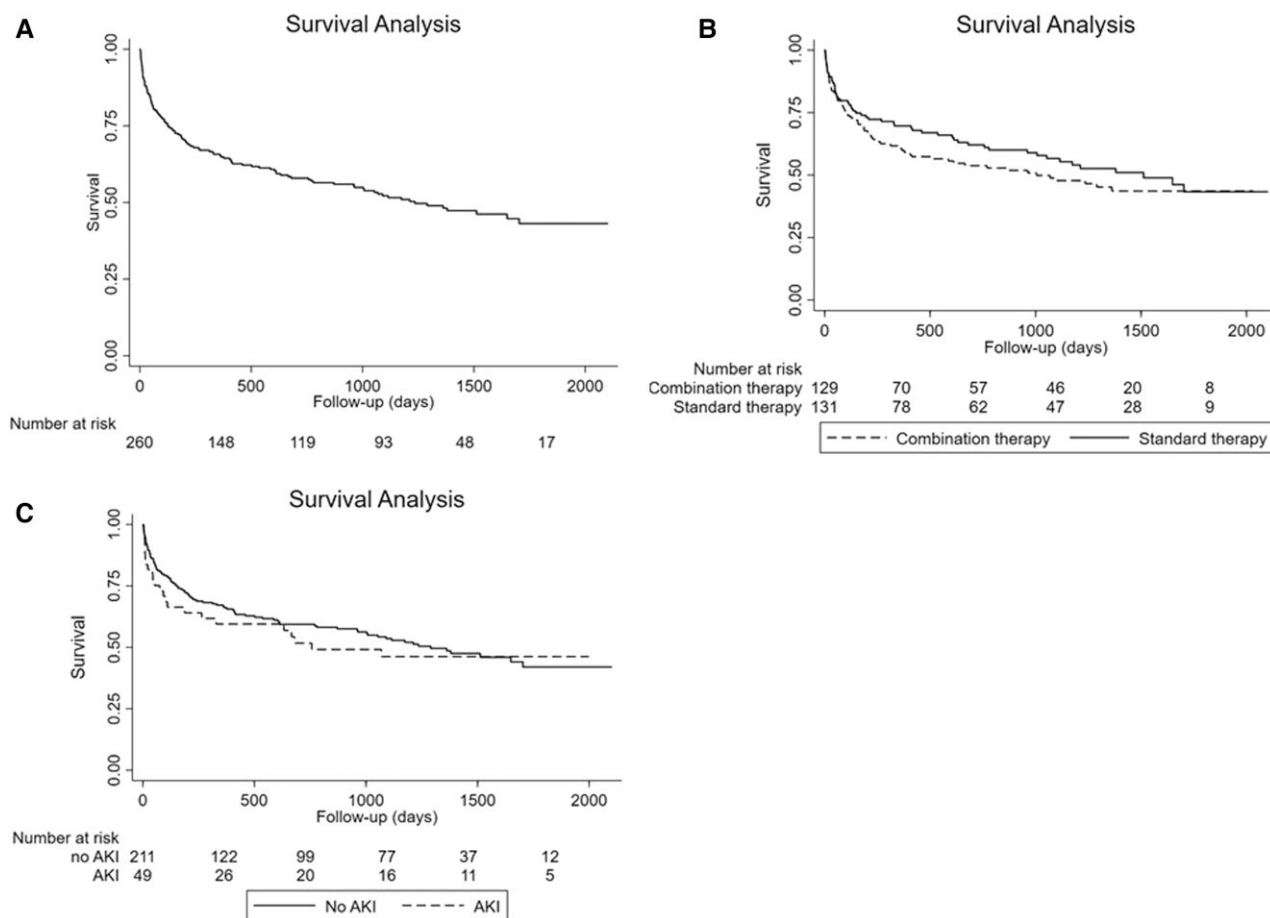 A
Survival Analysis
Survival
1.00
0.75
0.50
0.25
0.00
0 500 1000 1500 2000
Follow-up (days)
Number at risk
260 148 119 93 48 17
B
Survival Analysis
Survival
1.00
0.75
0.50
0.25
0.00
0 500 1000 1500 2000
Follow-up (days)
Number at risk
Combination therapy 129 70 57 46 20 8
Standard therapy 131 78 62 47 28 9
Combination therapy Standard therapy
C
Survival Analysis
Survival
1.00
0.75
0.50
0.25
0.00
0 500 1000 1500 2000
Follow-up (days)
Number at risk
no AKI 211 122 99 77 37 12
AKI 49 26 20 16 11 5
No AKI AKI